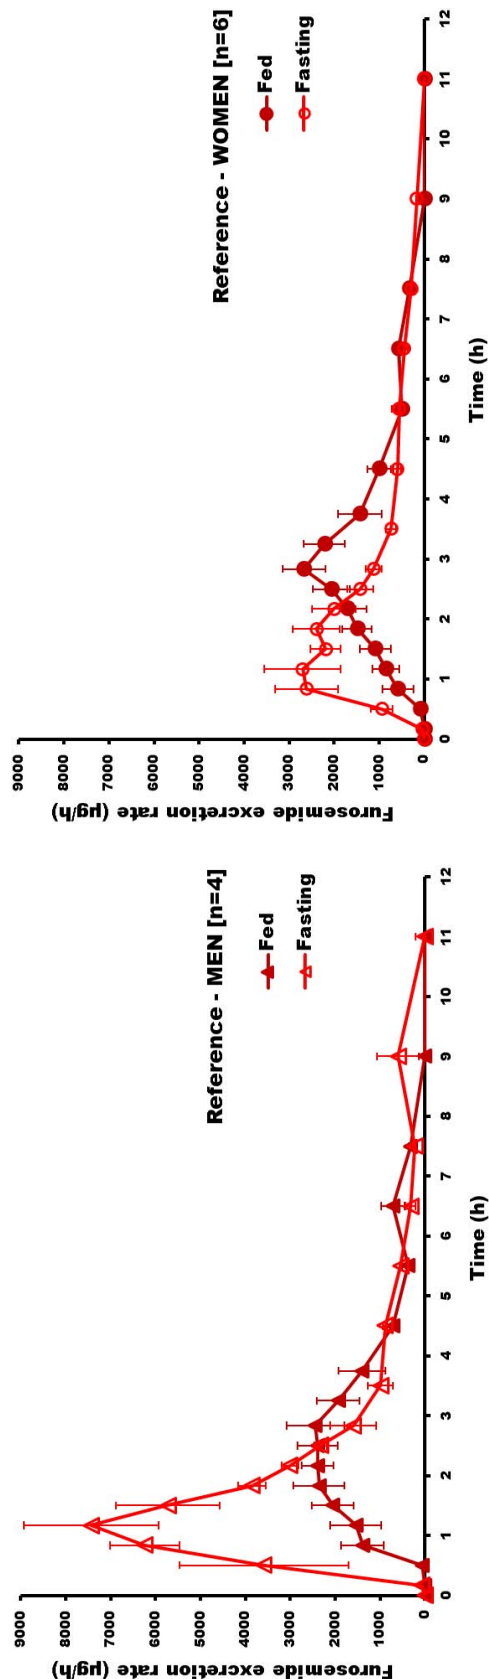 Reference - MEN [n=4]
Fed
Fasting
Furosemide excretion rate (µg/h)
9000
8000
7000
6000
5000
4000
3000
2000
1000
0
0 1 2 3 4 5 6 7 8 9 10 11 12
Time (h)
Reference - WOMEN [n=6]
Fed
Fasting
Furosemide excretion rate (µg/h)
9000
8000
7000
6000
5000
4000
3000
2000
1000
0
0 1 2 3 4 5 6 7 8 9 10 11 12
Time (h)